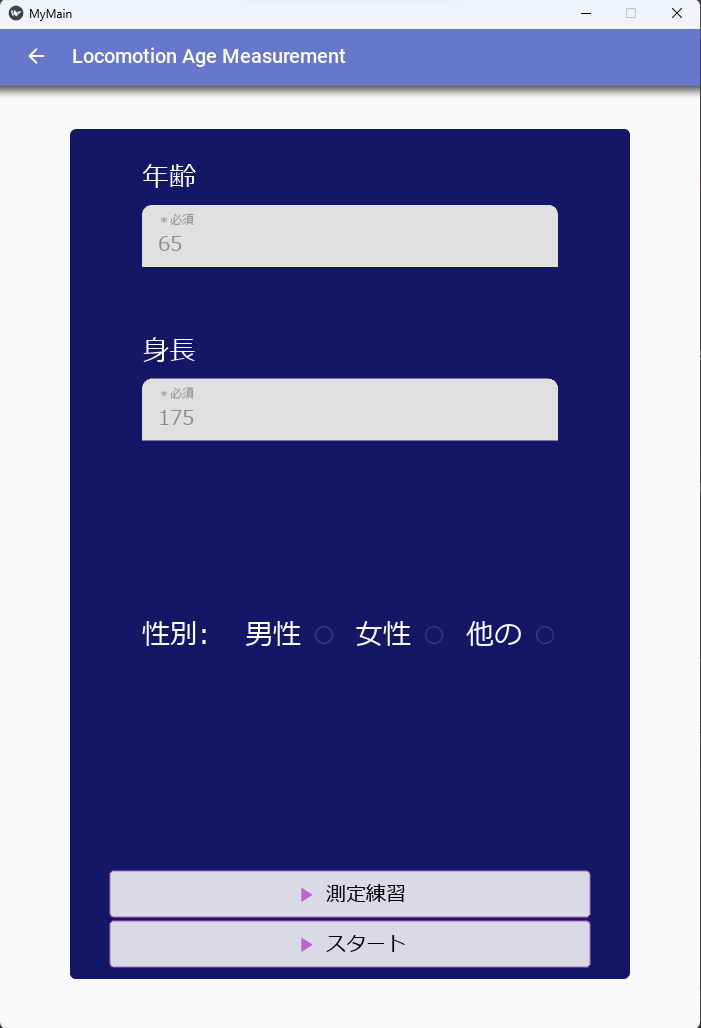 MyMain
Locomotion Age Measurement
年齢
*必須
65
身長
*必須
175
性別: 男性 女性 他の
測定練習
スタート